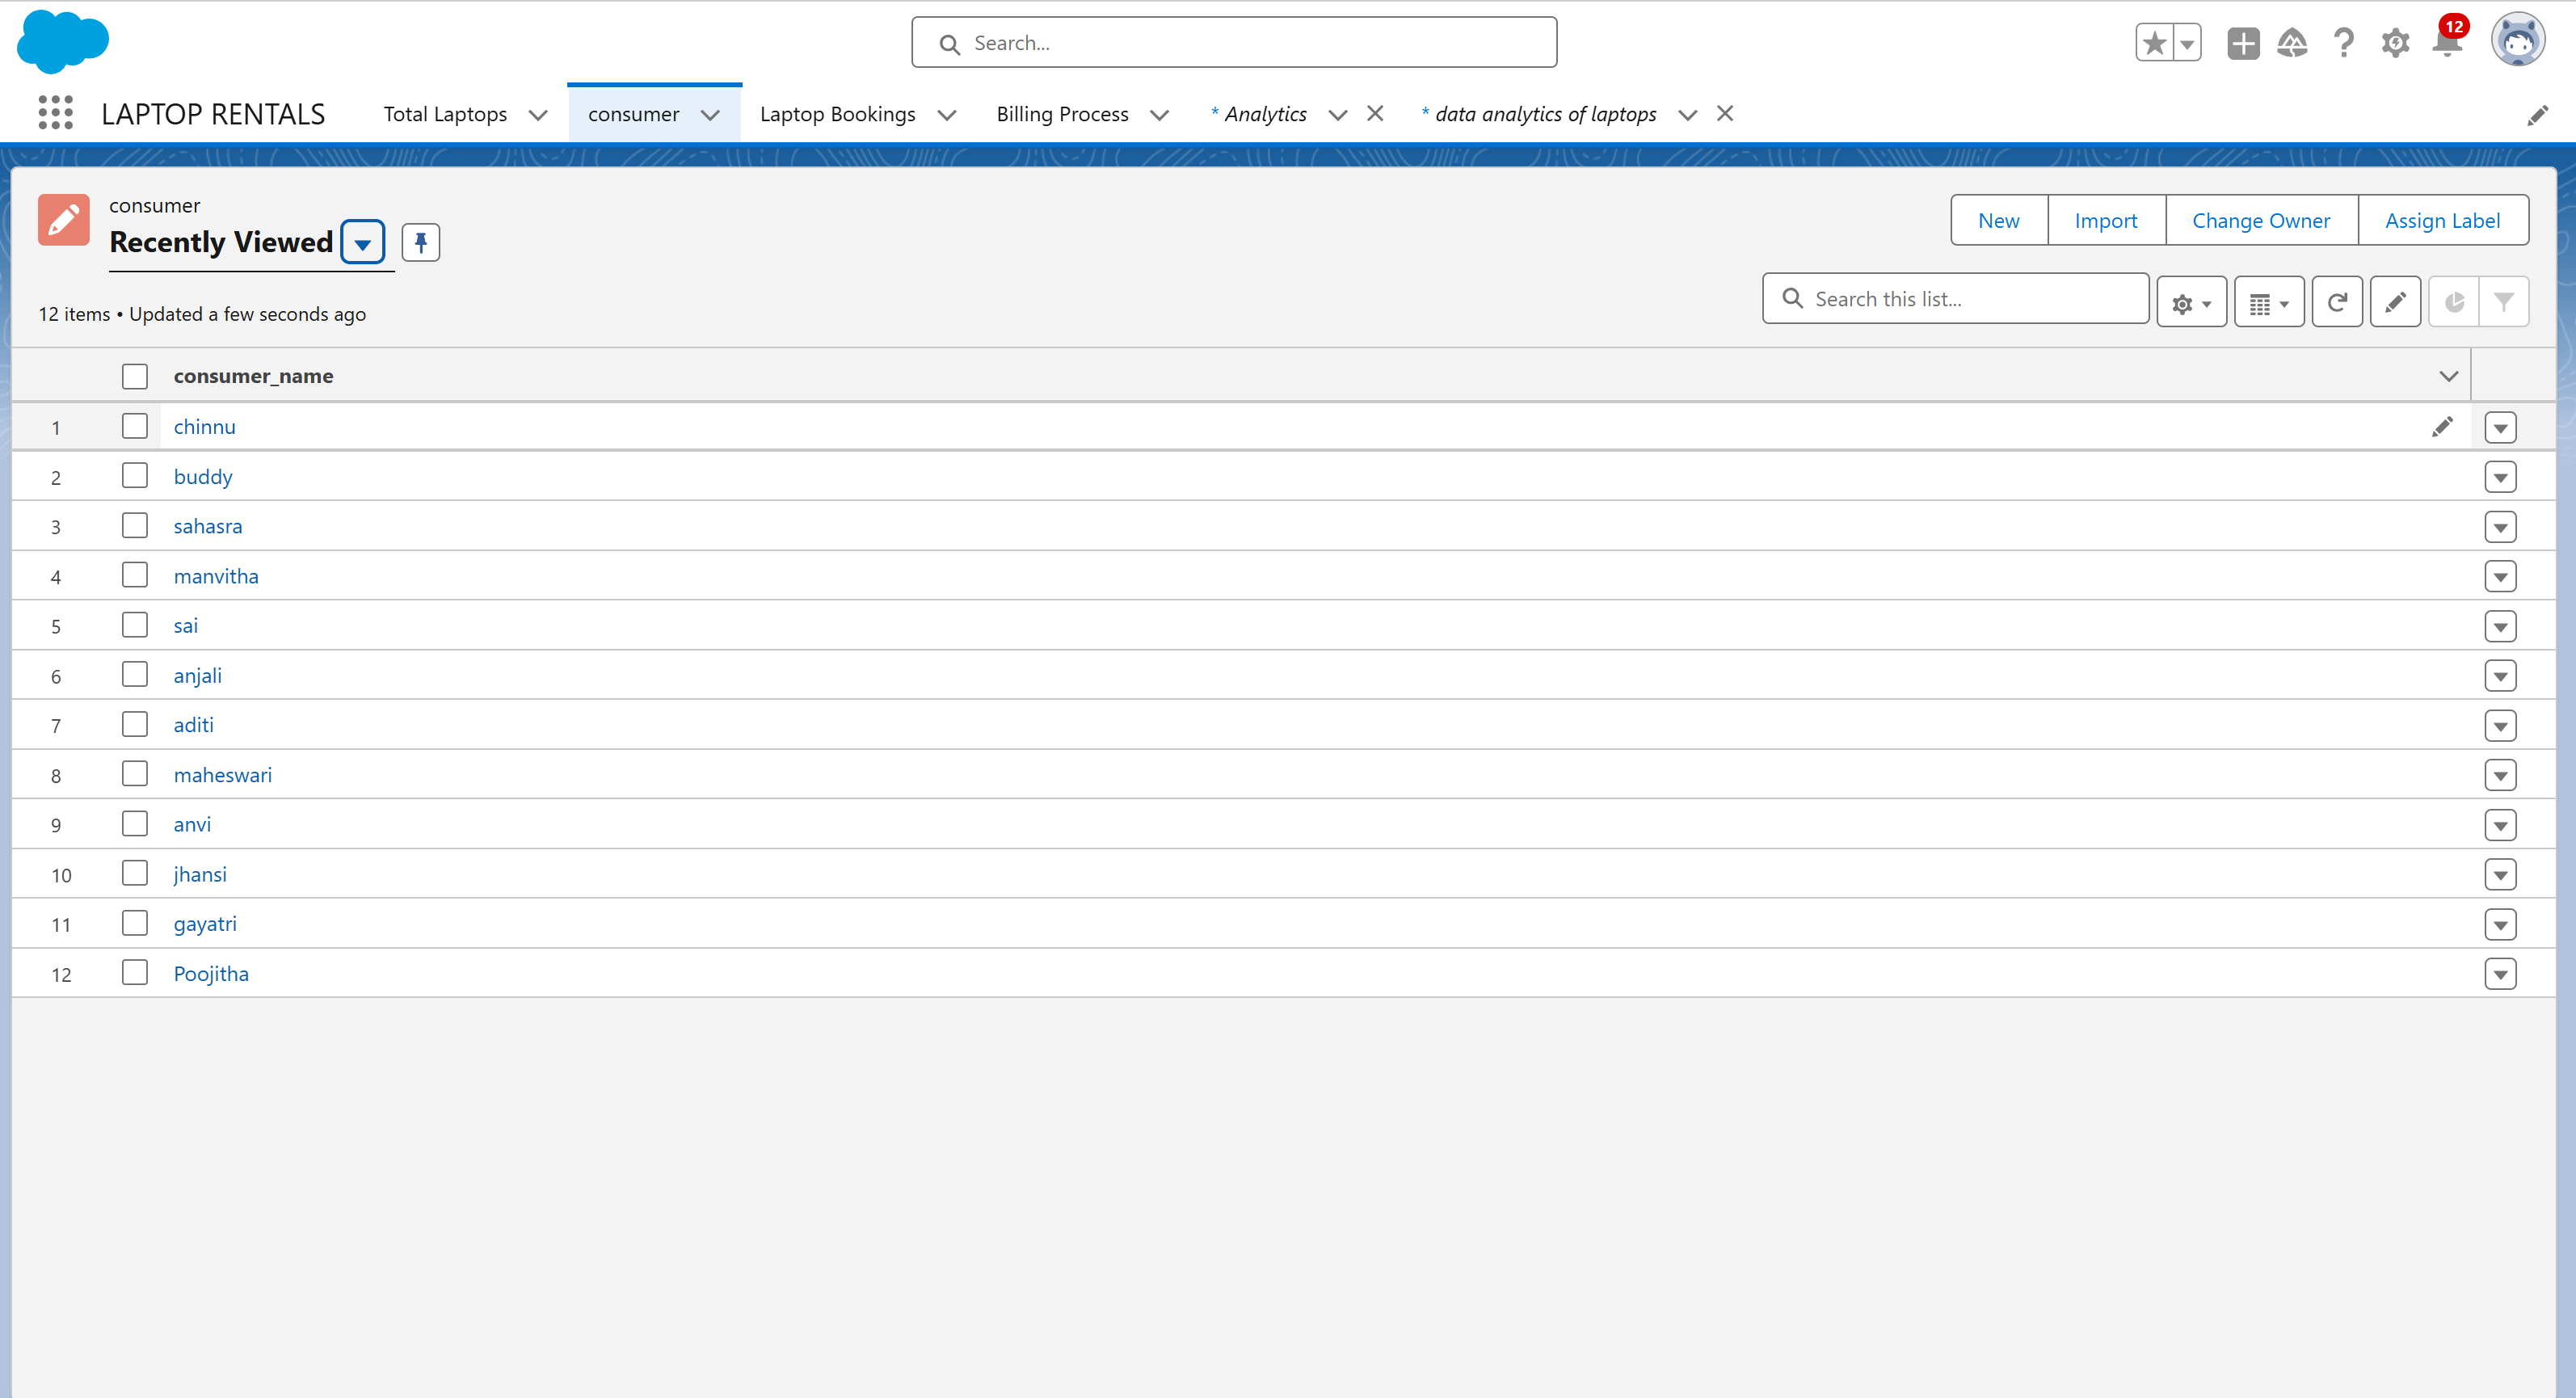 Search...
12
LAPTOP RENTALS Total Laptops consumer Laptop Bookings Billing Process * Analytics * data analytics of laptops
consumer
Recently Viewed
New Import Change Owner Assign Label
12 items • Updated a few seconds ago
Search this list...
consumer_name
1 chinnu
2 buddy
3 sahasra
4 manvitha
5 sai
6 anjali
7 aditi
8 maheswari
9 anvi
10 jhansi
11 gayatri
12 Poojitha